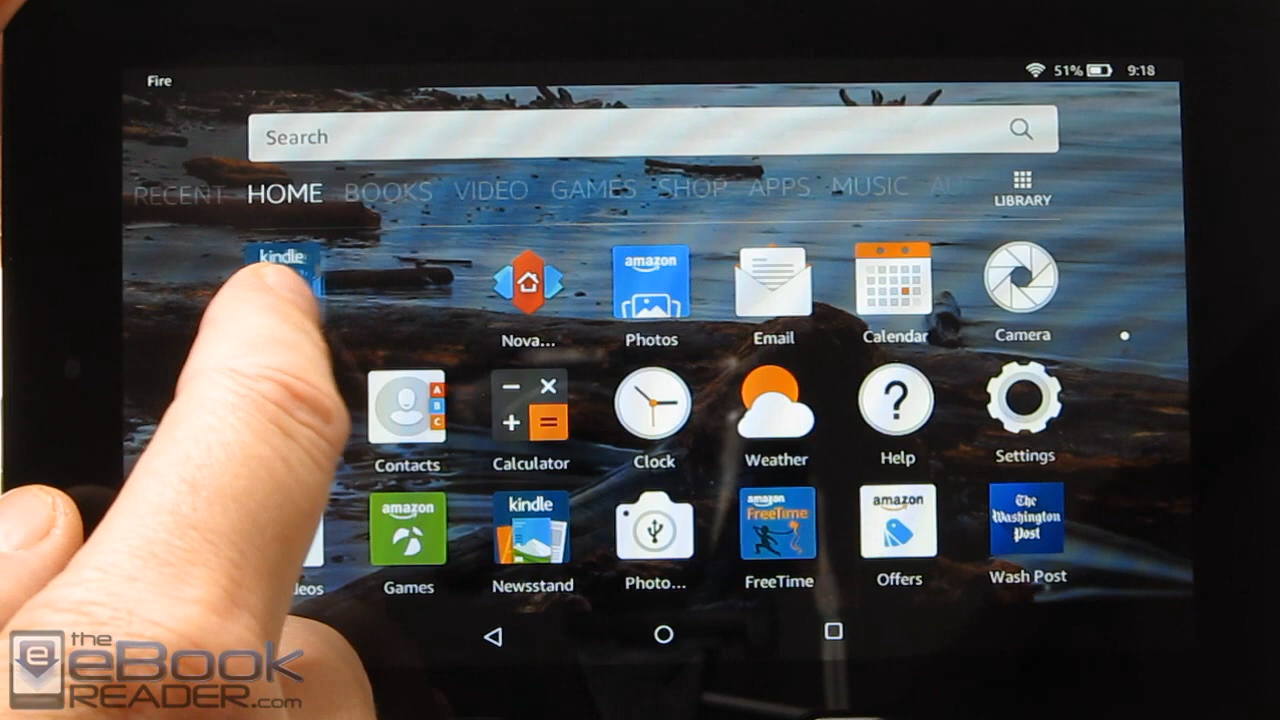 Fire
51% 9:18
Search
RECENT HOME BOOKS VIDEO GAMES SHOP APPS MUSIC AU
LIBRARY
kindle
amazon
Nova... Photos Email Calendar Camera
A
B
C
Contacts Calculator Clock Weather Help Settings
amazon
kindle
amazon
FreeTime
amazon
The
Washington
Post
deos Games Newsstand Photo... FreeTime Offers Wash Post
the
eBook
READER.com